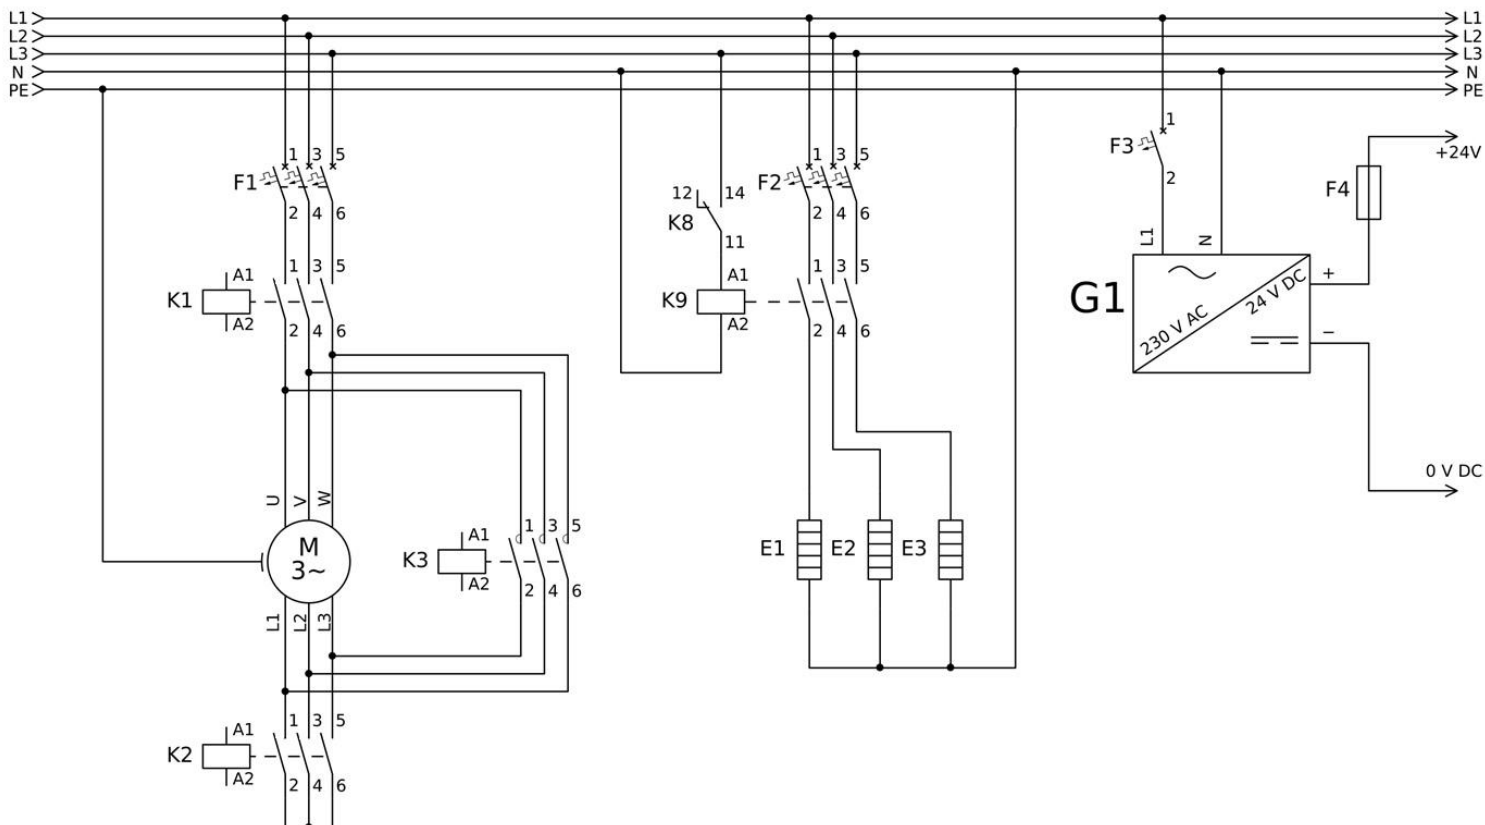 L1 L1
L2 L2
L3 L3
N N
PE PE
1 3 5
F1
2 4 6
A1 1 3 5
K1
A2 2 4 6
U V W
M
3~
L1 L2 L3
A1 1 3 5
K3
A2 2 4 6
A1 1 3 5
K2
A2 2 4 6
12 14
K8
11
A1
K9
A2
1 3 5
F2
2 4 6
1 3 5
2 4 6
E1 E2 E3
1
F3
2
L1 N
G1
230 V AC
24 V DC
+
−
F4
+24V
0 V DC